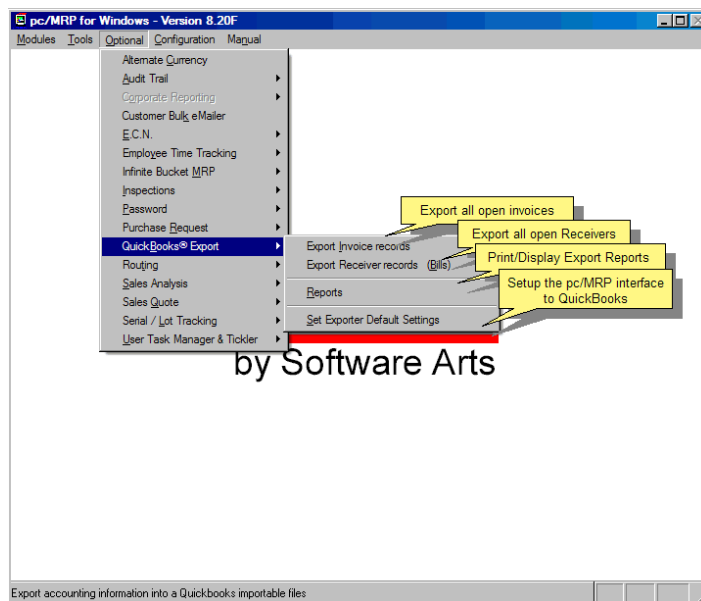 pc/MRP for Windows - Version 8.20F
Modules Tools Optional Configuration Manual
Alternate Currency
Audit Trail
Corporate Reporting
Customer Bulk eMailer
E.C.N.
Employee Time Tracking
Infinite Bucket MRP
Inspections
Password
Purchase Request
QuickBooks® Export
Routing
Sales Analysis
Sales Quote
Serial / Lot Tracking
User Task Manager & Tickler
Export Invoice records
Export Receiver records (Bills)
Reports
Set Exporter Default Settings
Export all open invoices
Export all open Receivers
Print/Display Export Reports
Setup the pc/MRP interface
to QuickBooks
by Software Arts
Export accounting information into a Quickbooks importable files